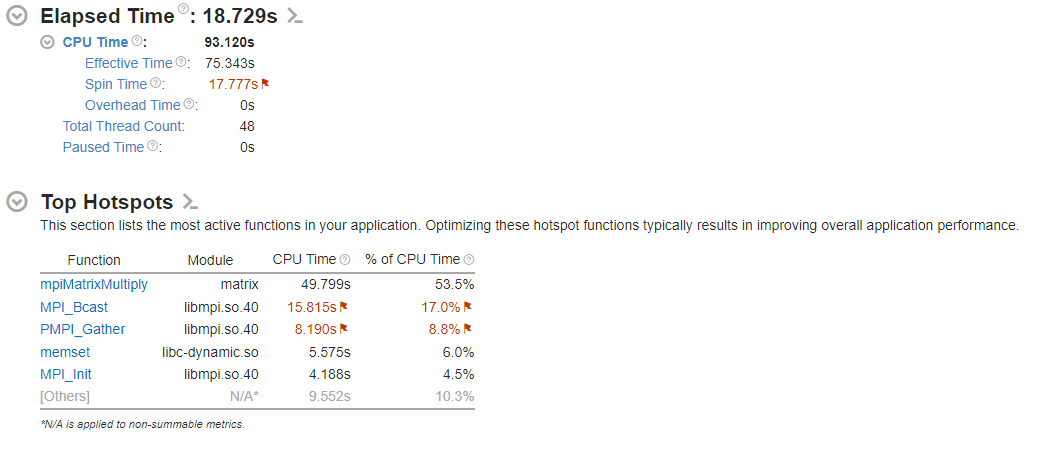 Elapsed Time ?: 18.729s
CPU Time ?: 93.120s
Effective Time ?: 75.343s
Spin Time ?: 17.777s
Overhead Time ?: 0s
Total Thread Count: 48
Paused Time ?: 0s
Top Hotspots
This section lists the most active functions in your application. Optimizing these hotspot functions typically results in improving overall application performance.
Function Module CPU Time ? % of CPU Time ?
mpiMatrixMultiply matrix 49.799s 53.5%
MPI_Bcast libmpi.so.40 15.815s 17.0%
PMPI_Gather libmpi.so.40 8.190s 8.8%
memset libc-dynamic.so 5.575s 6.0%
MPI_Init libmpi.so.40 4.188s 4.5%
[Others] N/A* 9.552s 10.3%
*N/A is applied to non-summable metrics.